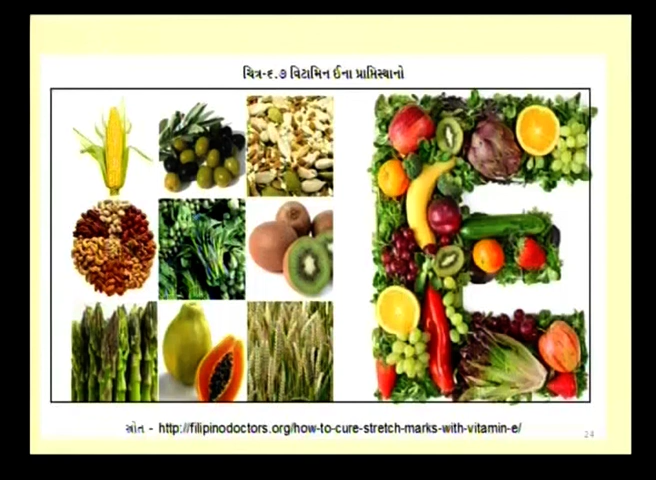 ચિત્ર-૬.૭ વિટામિન ઈના પ્રાપ્તિસ્થાનો
સ્રોત - http://filipinodoctors.org/how-to-cure-stretch-marks-with-vitamin-e/
24